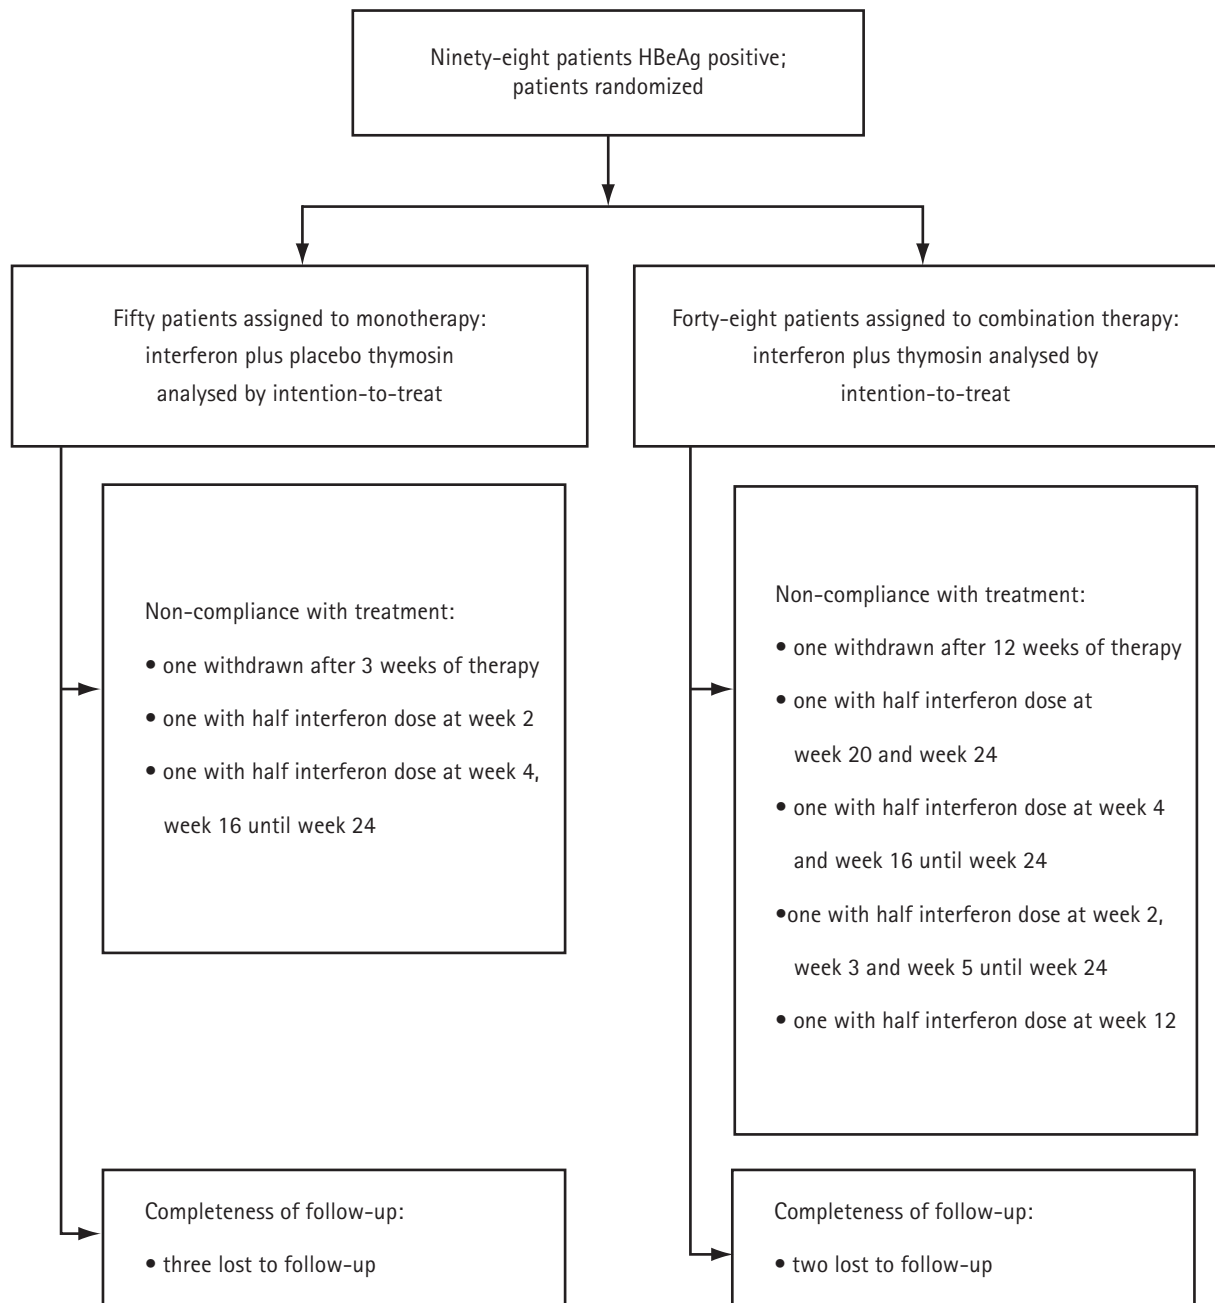 Ninety-eight patients HBeAg positive;
patients randomized
Fifty patients assigned to monotherapy:
interferon plus placebo thymosin
analysed by intention-to-treat
Forty-eight patients assigned to combination therapy:
interferon plus thymosin analysed by
intention-to-treat
Non-compliance with treatment:
• one withdrawn after 3 weeks of therapy
• one with half interferon dose at week 2
• one with half interferon dose at week 4,
week 16 until week 24
Non-compliance with treatment:
• one withdrawn after 12 weeks of therapy
• one with half interferon dose at
week 20 and week 24
• one with half interferon dose at week 4
and week 16 until week 24
•one with half interferon dose at week 2,
week 3 and week 5 until week 24
• one with half interferon dose at week 12
Completeness of follow-up:
• three lost to follow-up
Completeness of follow-up:
• two lost to follow-up